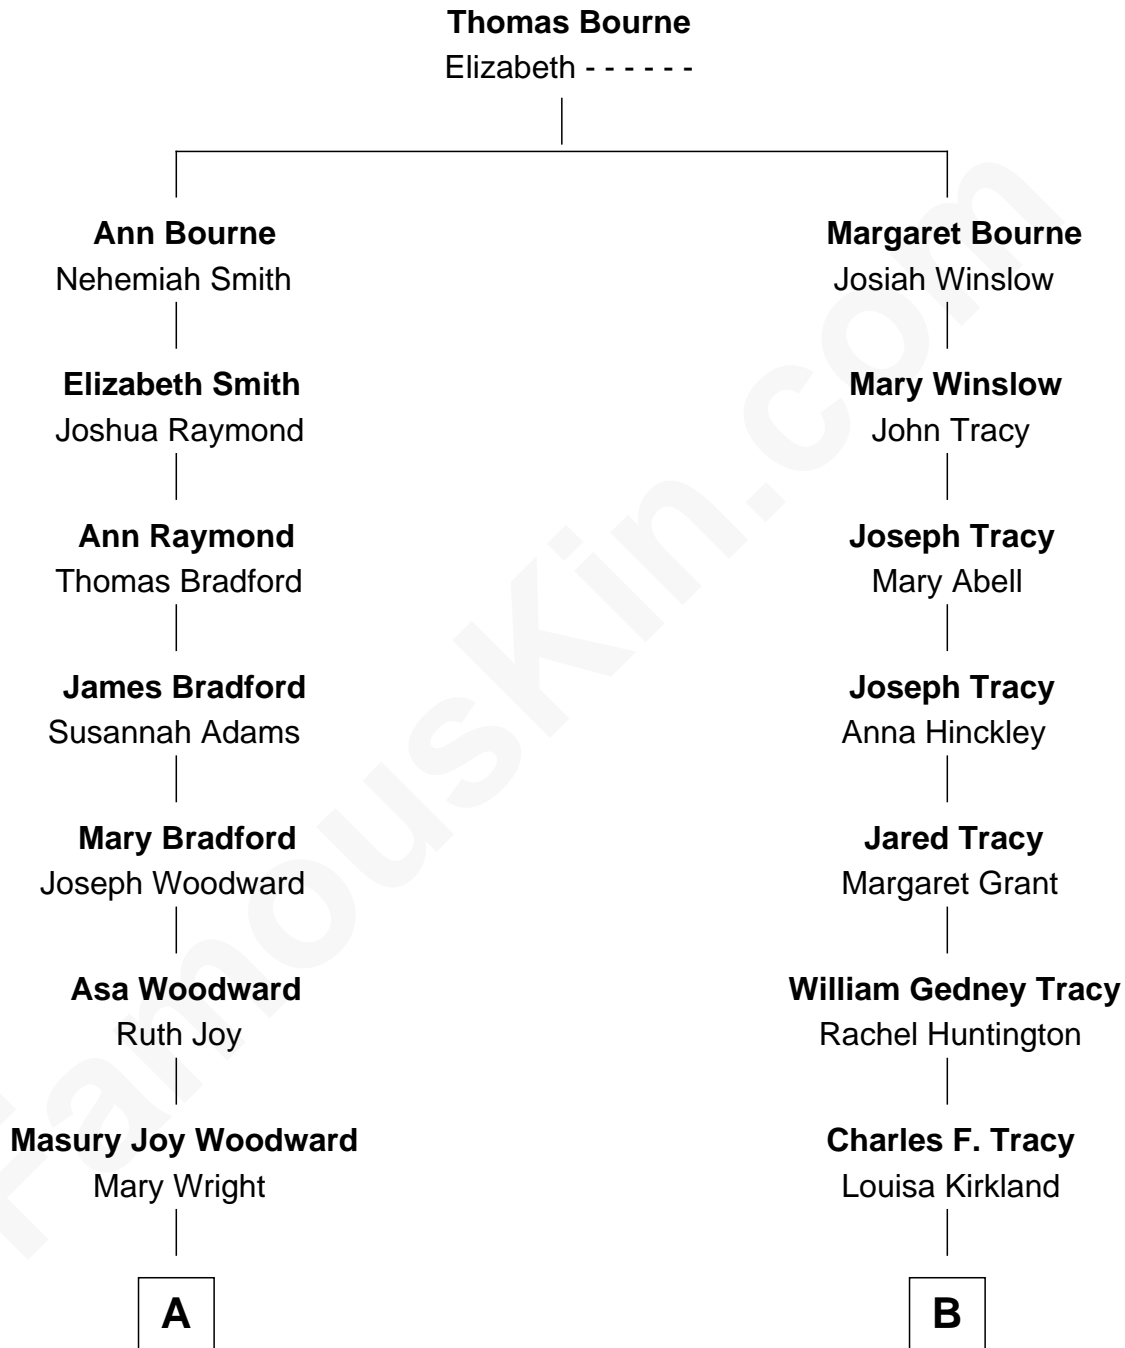 Thomas Bourne
Elizabeth - - - - - -
Ann Bourne
Nehemiah Smith
Margaret Bourne
Josiah Winslow
Elizabeth Smith
Joshua Raymond
Mary Winslow
John Tracy
Ann Raymond
Thomas Bradford
Joseph Tracy
Mary Abell
James Bradford
Susannah Adams
Joseph Tracy
Anna Hinckley
Mary Bradford
Joseph Woodward
Jared Tracy
Margaret Grant
Asa Woodward
Ruth Joy
William Gedney Tracy
Rachel Huntington
Masury Joy Woodward
Mary Wright
Charles F. Tracy
Louisa Kirkland
A
B
FamousKin.com